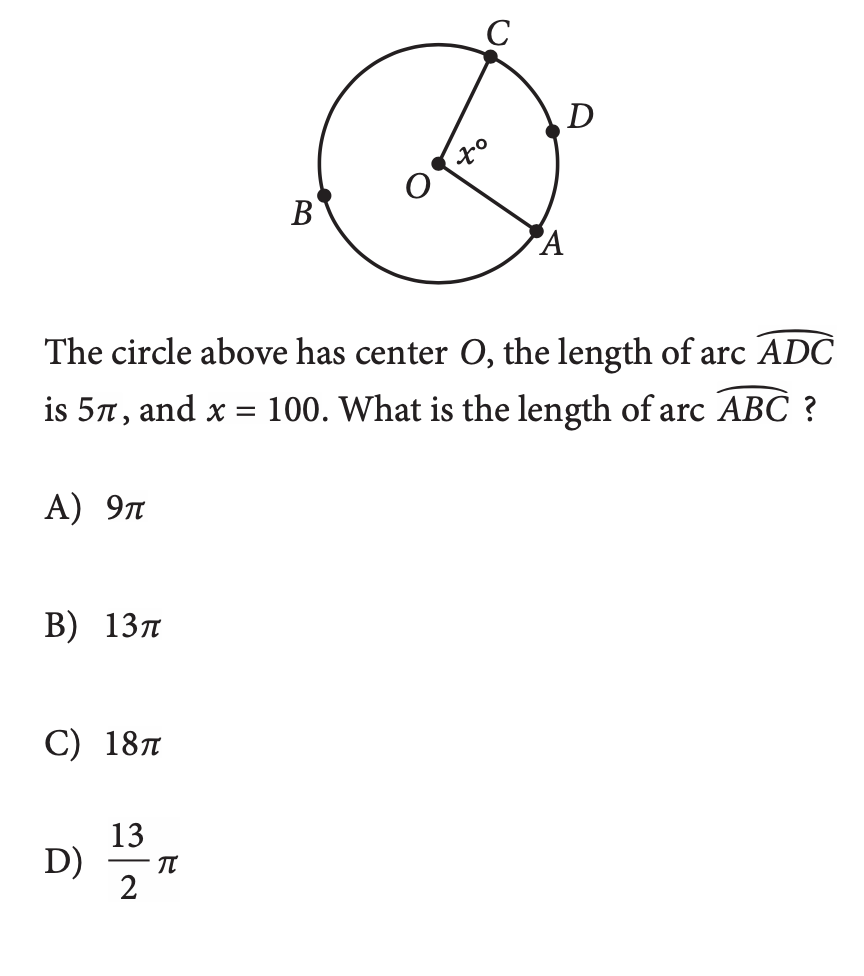 C
D
x°
O
B
A
The circle above has center O, the length of arc ADC
is 5π, and x = 100. What is the length of arc ABC ?
A) 9π
B) 13π
C) 18π
D) 13/2 π